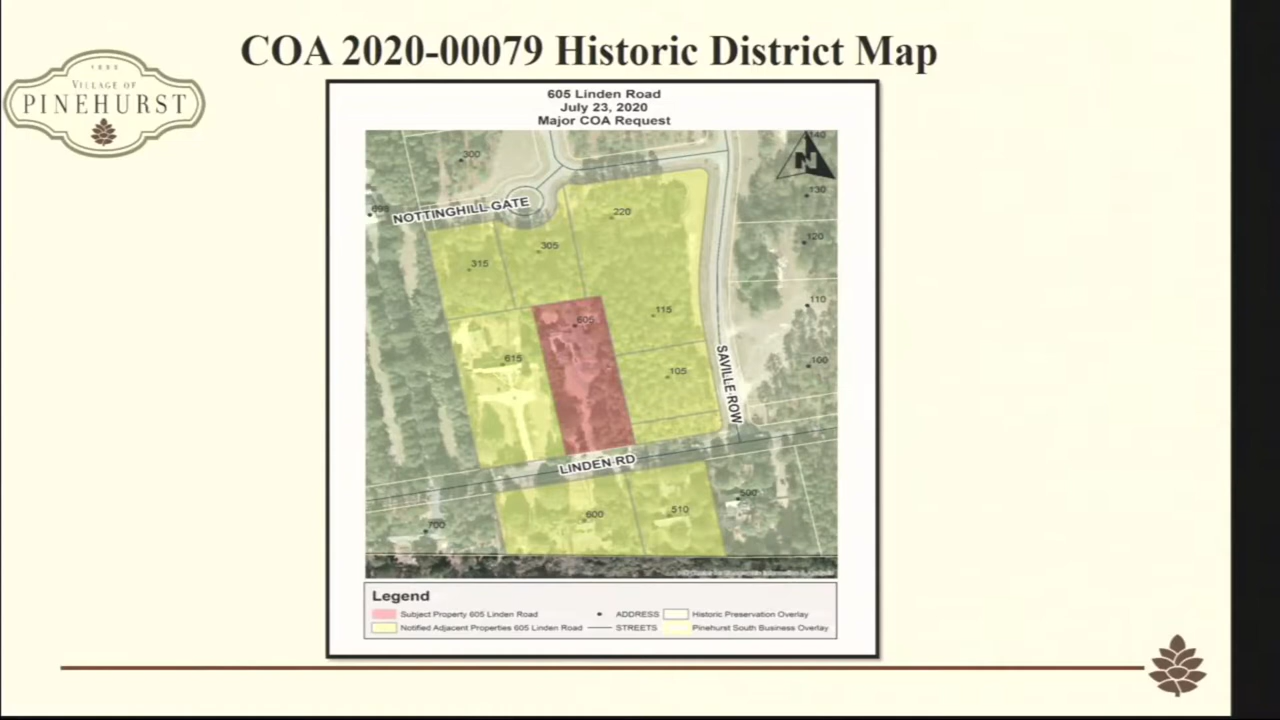 COA 2020-00079 Historic District Map
1895
VILLAGE OF
PINEHURST
605 Linden Road
July 23, 2020
Major COA Request
140
300
N
130
698
NOTTINGHILL GATE
220
120
305
315
110
115
605
615
100
105
SAVILLE ROW
LINDEN RD
500
600
510
700
Legend
Subject Property 605 Linden Road
ADDRESS
Historic Preservation Overlay
Notified Adjacent Properties 605 Linden Road
STREETS
Pinehurst South Business Overlay